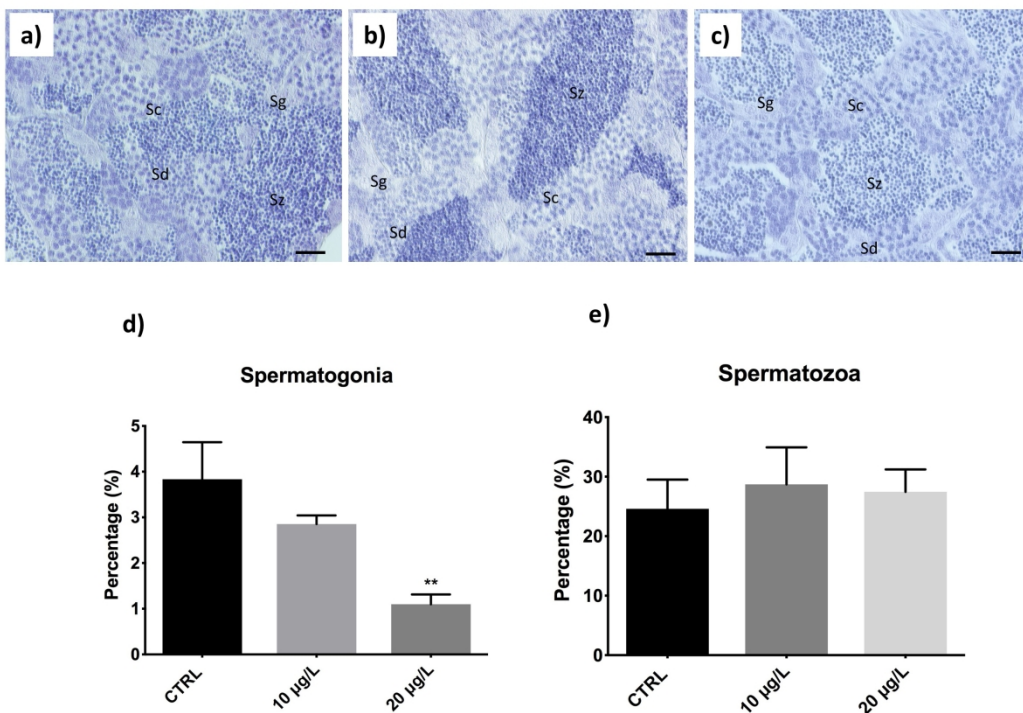 a)
Sc
Sg
Sd
Sz
b)
Sz
Sg
Sc
Sd
c)
Sg
Sc
Sz
Sd
d)
Spermatogonia
Percentage (%)
5
4
3
2
1
0
**
CTRL
10 µg/L
20 µg/L
e)
Spermatozoa
Percentage (%)
40
30
20
10
0
CTRL
10 µg/L
20 µg/L